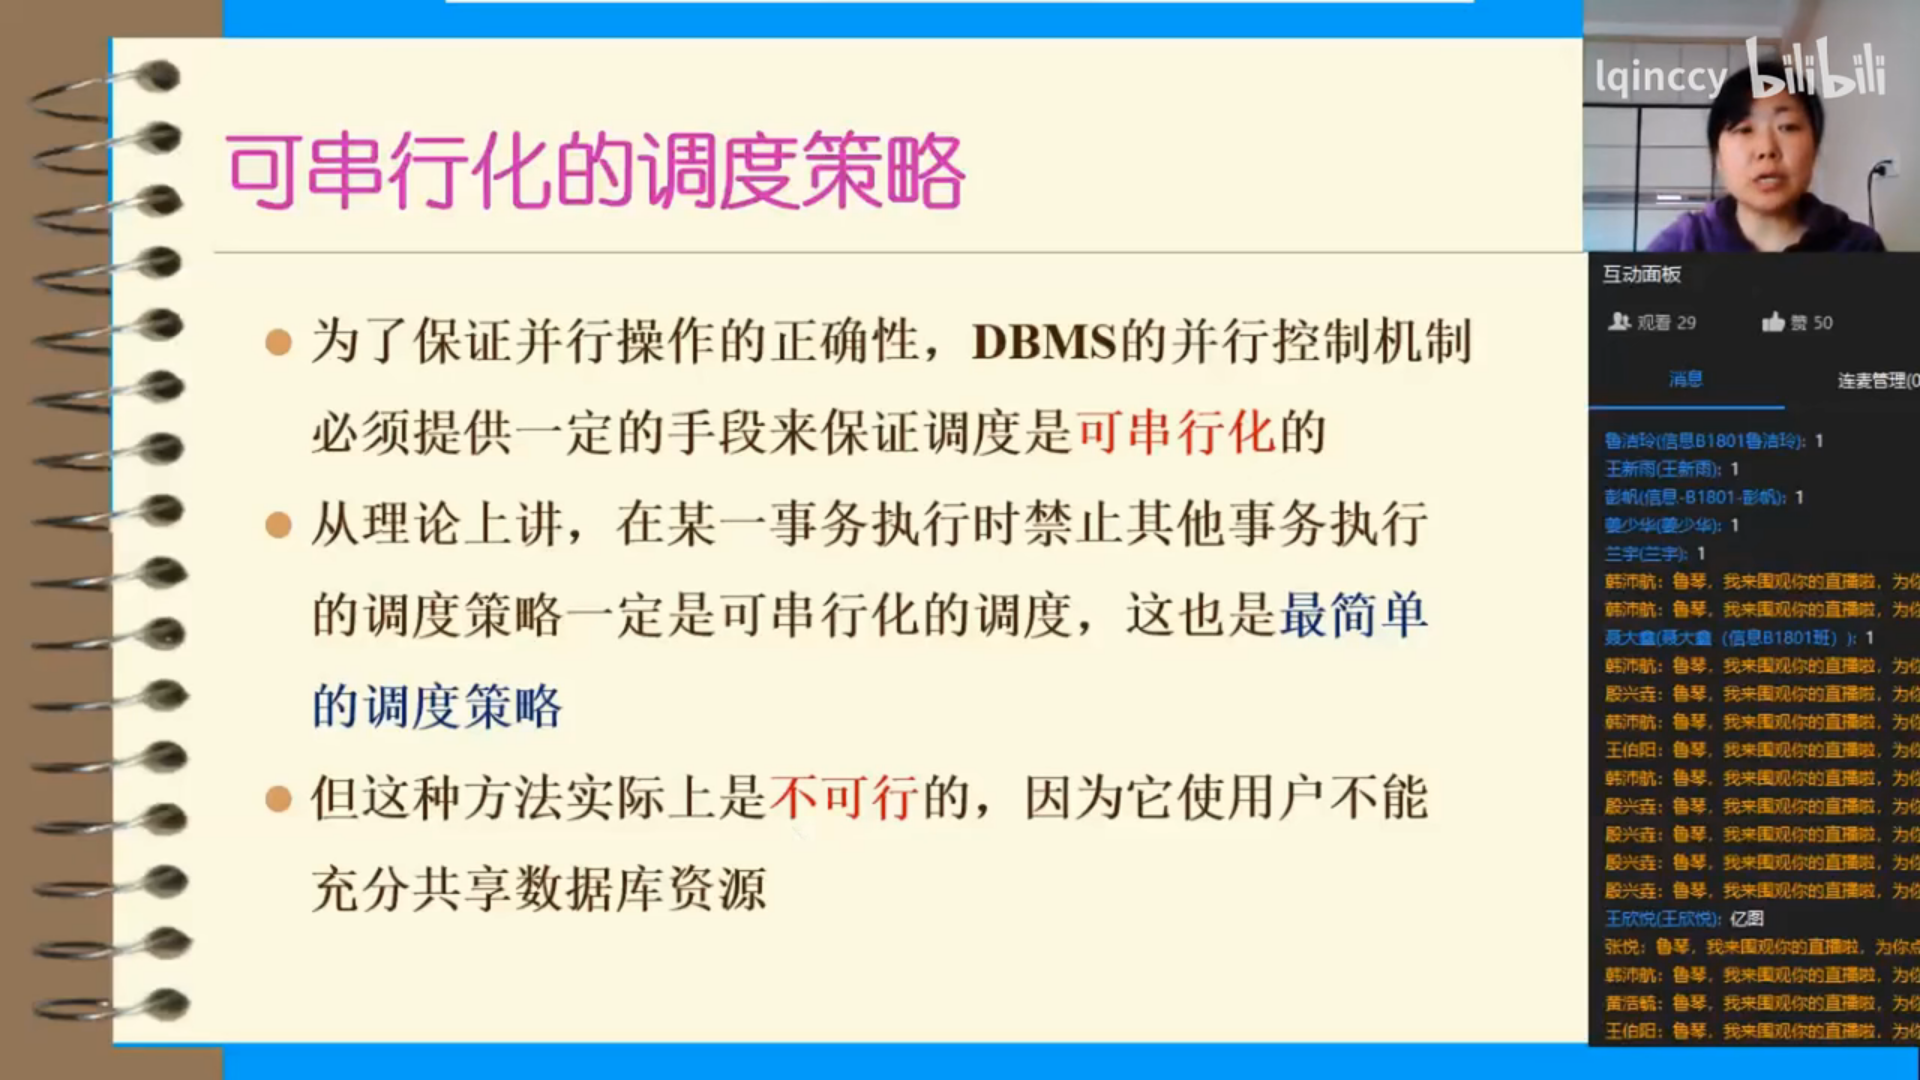 可串行化的调度策略
为了保证并行操作的正确性，DBMS的并行控制机制
必须提供一定的手段来保证调度是可串行化的
从理论上讲，在某一事务执行时禁止其他事务执行
的调度策略一定是可串行化的调度，这也是最简单
的调度策略
但这种方法实际上是不可行的，因为它使用户不能
充分共享数据库资源
lqinccy bilibili
互动面板
观看 29
赞 50
消息
连麦管理(0
鲁洁玲(信息B1801鲁洁玲): 1
王新雨(王新雨): 1
彭帆(信息-B1801-彭帆): 1
姜少华(姜少华): 1
兰宇(兰宇): 1
韩沛航: 鲁琴，我来围观你的直播啦，为你
韩沛航: 鲁琴，我来围观你的直播啦，为你
聂大鑫(聂大鑫（信息B1801班）): 1
韩沛航: 鲁琴，我来围观你的直播啦，为你
殷兴垚: 鲁琴，我来围观你的直播啦，为你
韩沛航: 鲁琴，我来围观你的直播啦，为你
王伯阳: 鲁琴，我来围观你的直播啦，为你
韩沛航: 鲁琴，我来围观你的直播啦，为你
殷兴垚: 鲁琴，我来围观你的直播啦，为你
殷兴垚: 鲁琴，我来围观你的直播啦，为你
殷兴垚: 鲁琴，我来围观你的直播啦，为你
殷兴垚: 鲁琴，我来围观你的直播啦，为你
王欣悦(王欣悦): 亿图
张悦: 鲁琴，我来围观你的直播啦，为你点
韩沛航: 鲁琴，我来围观你的直播啦，为你
黄浩毓: 鲁琴，我来围观你的直播啦，为你
王伯阳: 鲁琴，我来围观你的直播啦，为你